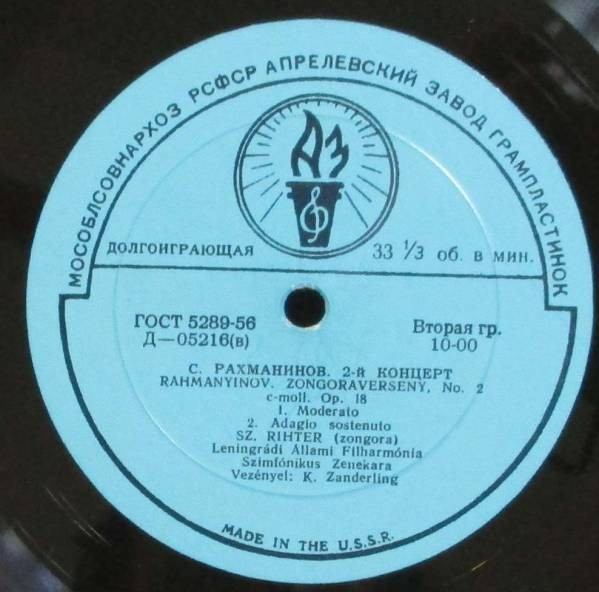 МОСОБЛСОВНАРХОЗ РСФСР АПРЕЛЕВСКИЙ ЗАВОД ГРАМПЛАСТИНОК
АЗ
ДОЛГОИГРАЮЩАЯ 33 1/3 об. в мин.
ГОСТ 5289-56 Вторая гр.
Д—05216(в) 10-00
С. РАХМАНИНОВ. 2-й КОНЦЕРТ
RAHMANYINOV. ZONGORAVERSENY, No. 2
c-moll. Op. 18
1. Moderato
2. Adagio sostenuto
SZ. RIHTER (zongora)
Leningrádi Állami Filharmónia
Szimfónikus Zenekara
Vezényel: K. Zanderling
MADE IN THE U.S.S.R.